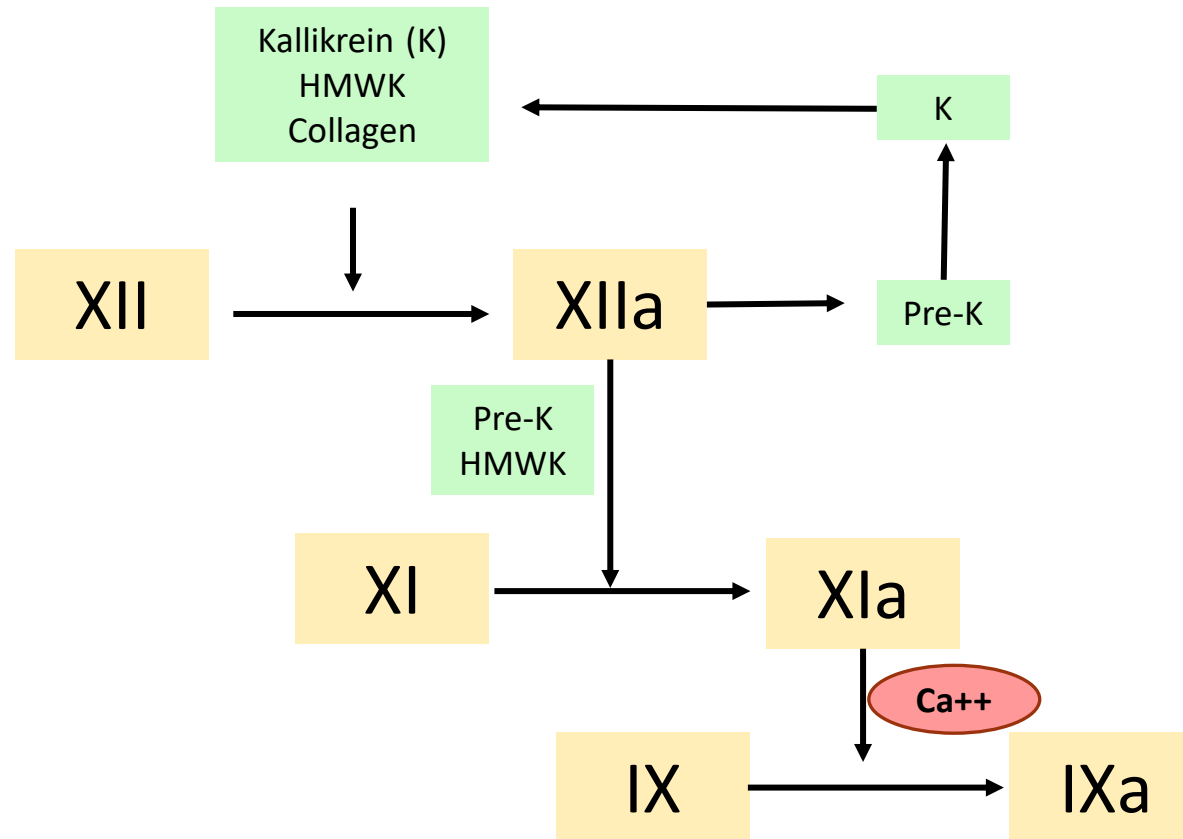 Kallikrein (K)
HMWK
Collagen
K
XII
XIIa
Pre-K
Pre-K
HMWK
XI
XIa
Ca++
IX
IXa